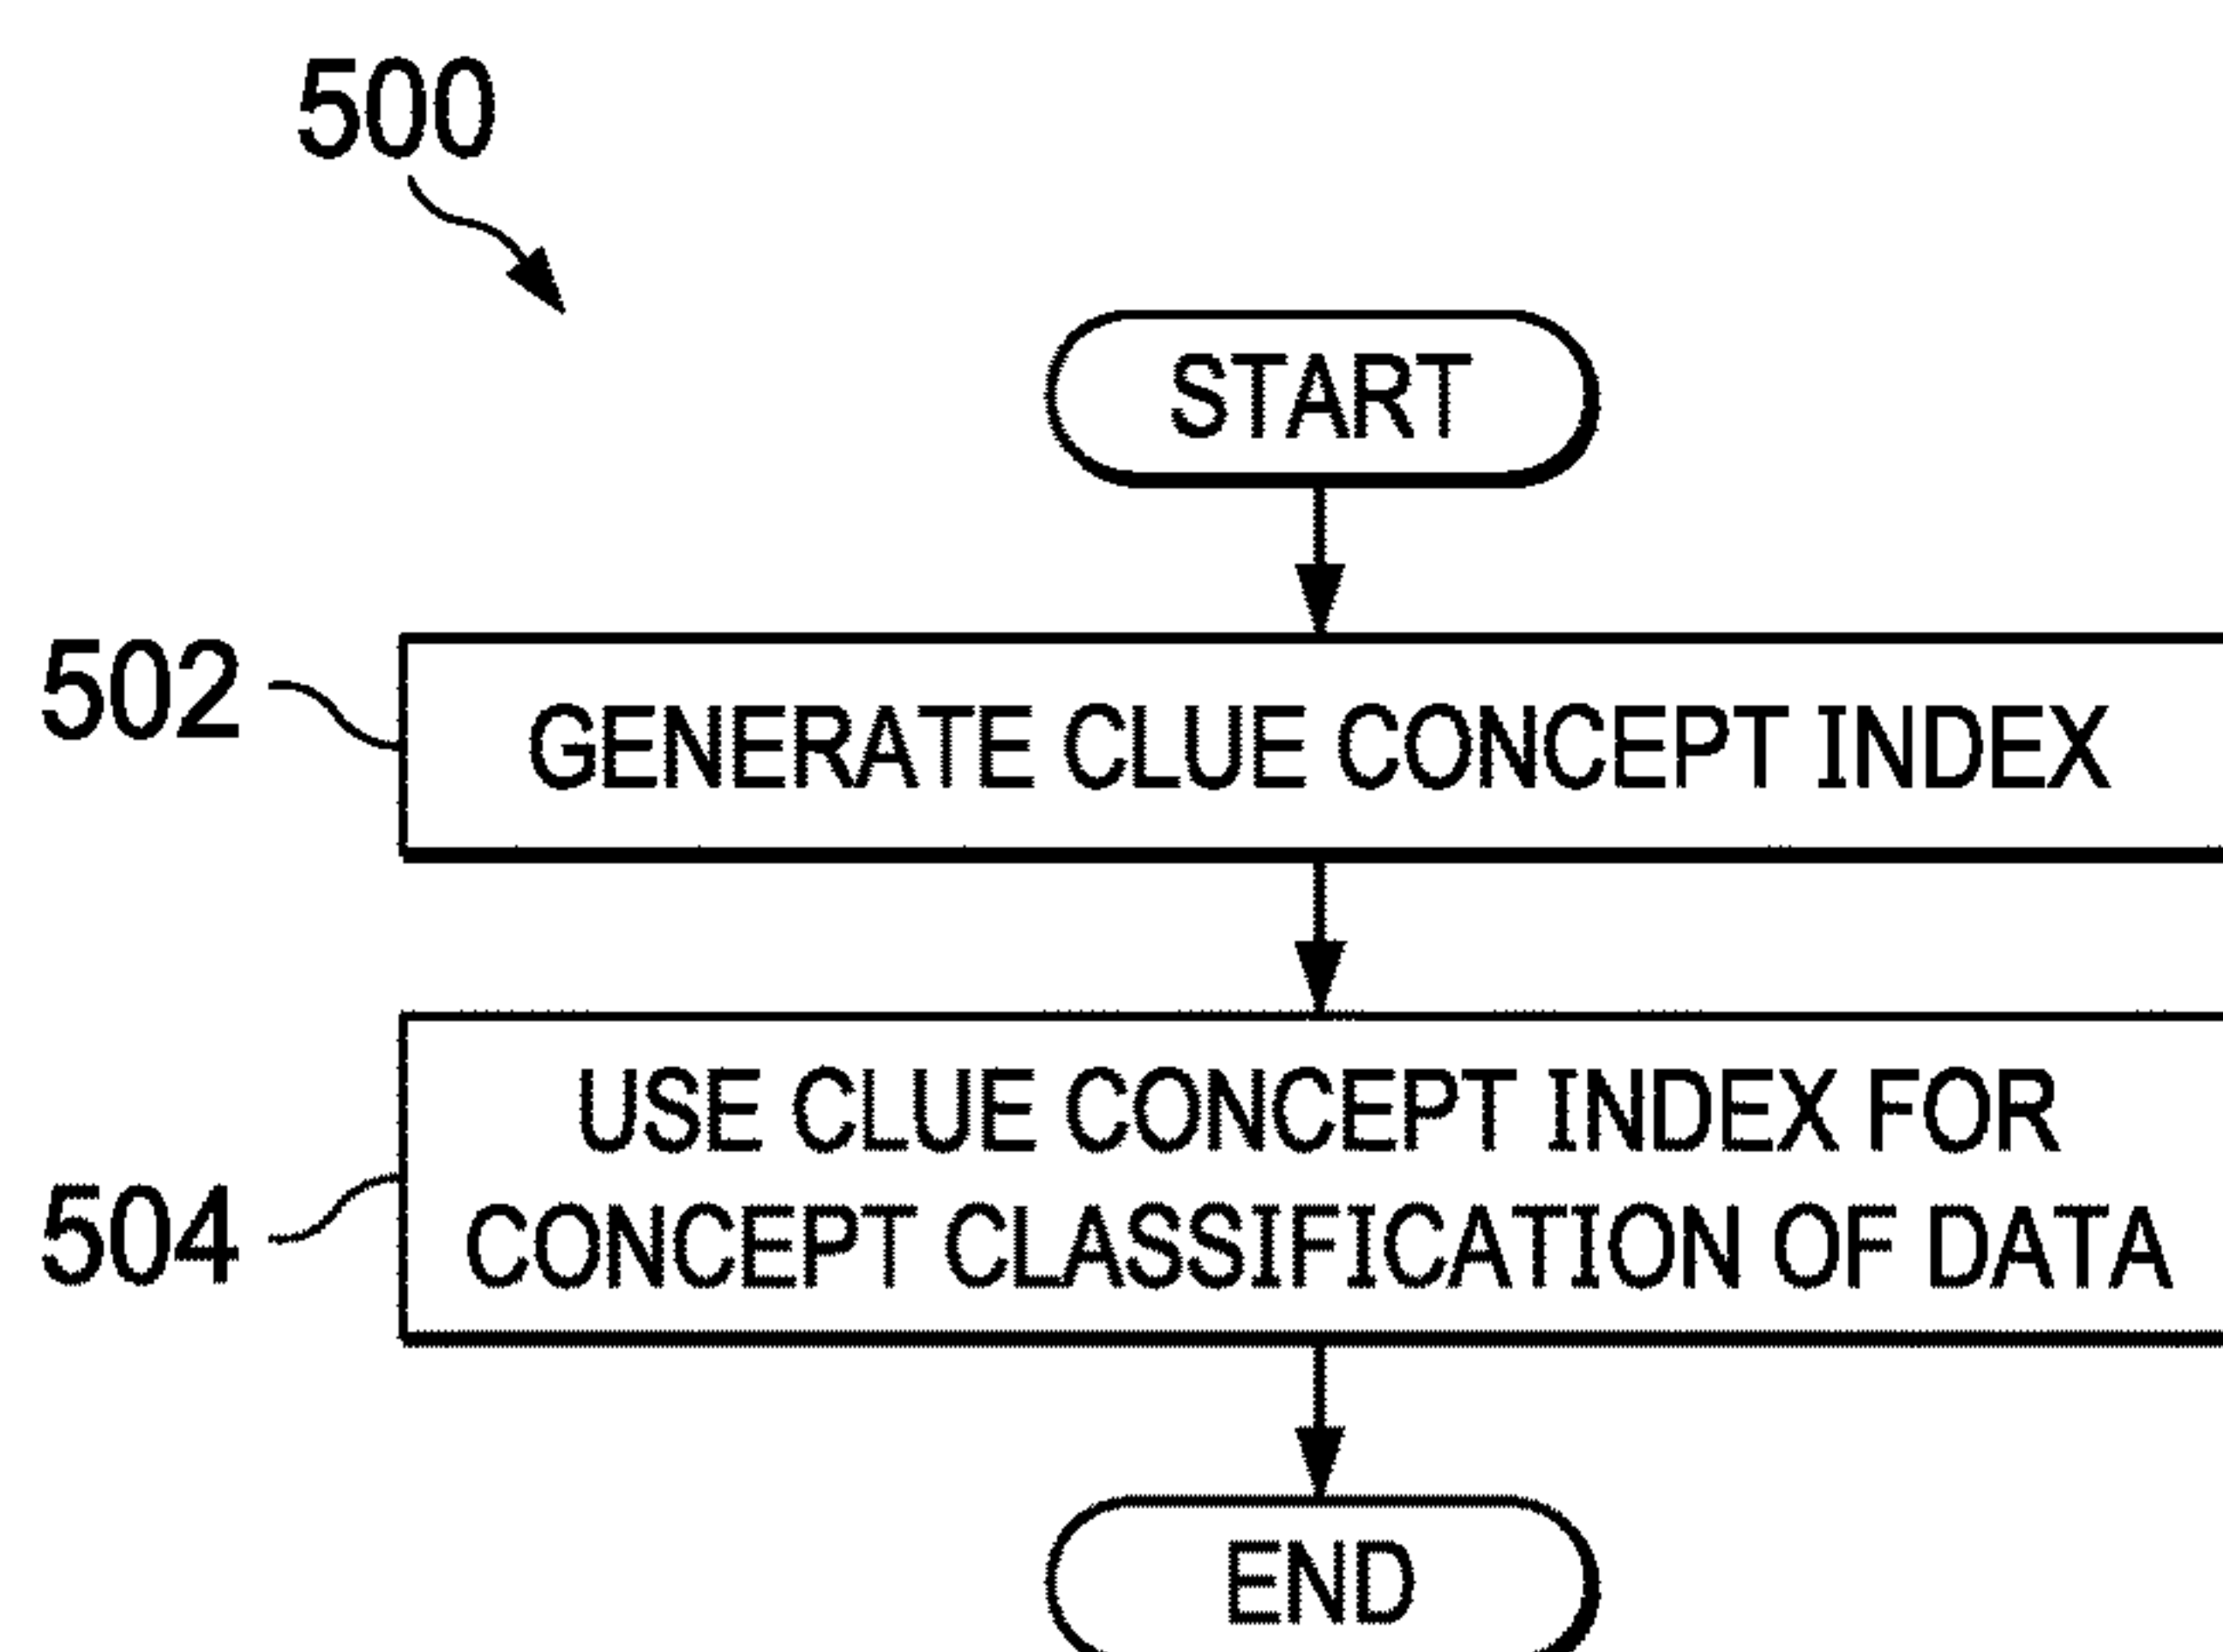 500
START
502
GENERATE CLUE CONCEPT INDEX
USE CLUE CONCEPT INDEX FOR
504
CONCEPT CLASSIFICATION OF DATA
END